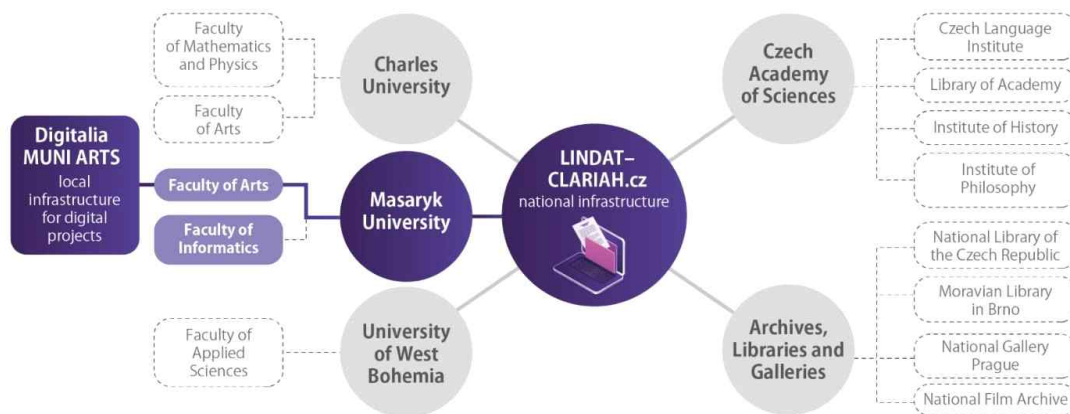 Faculty
of Mathematics
and Physics
Faculty
of Arts
Charles
University
Digitalia
MUNI ARTS
local
infrastructure
for digital
projects
Faculty of Arts
Faculty of
Informatics
Masaryk
University
Faculty of
Applied
Sciences
University
of West
Bohemia
LINDAT–
CLARIAH.cz
national infrastructure
Czech
Academy
of Sciences
Czech Language
Institute
Library of Academy
Institute of History
Institute of
Philosophy
Archives,
Libraries and
Galleries
National Library of
the Czech Republic
Moravian Library
in Brno
National Gallery
Prague
National Film Archive